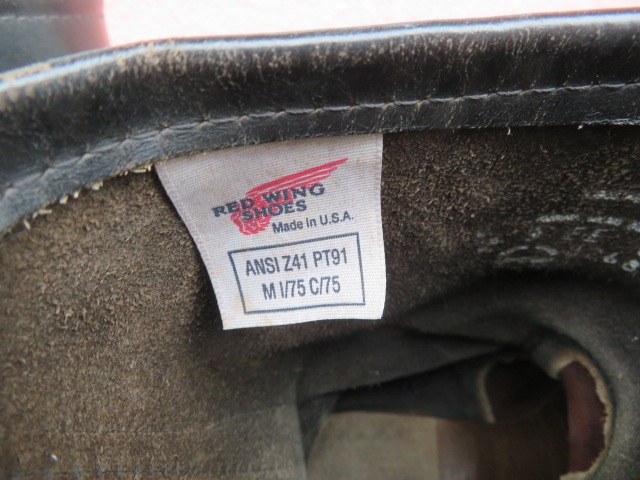 RED WING
SHOES
Made in U.S.A.
ANSI Z41 PT91
M I/75 C/75